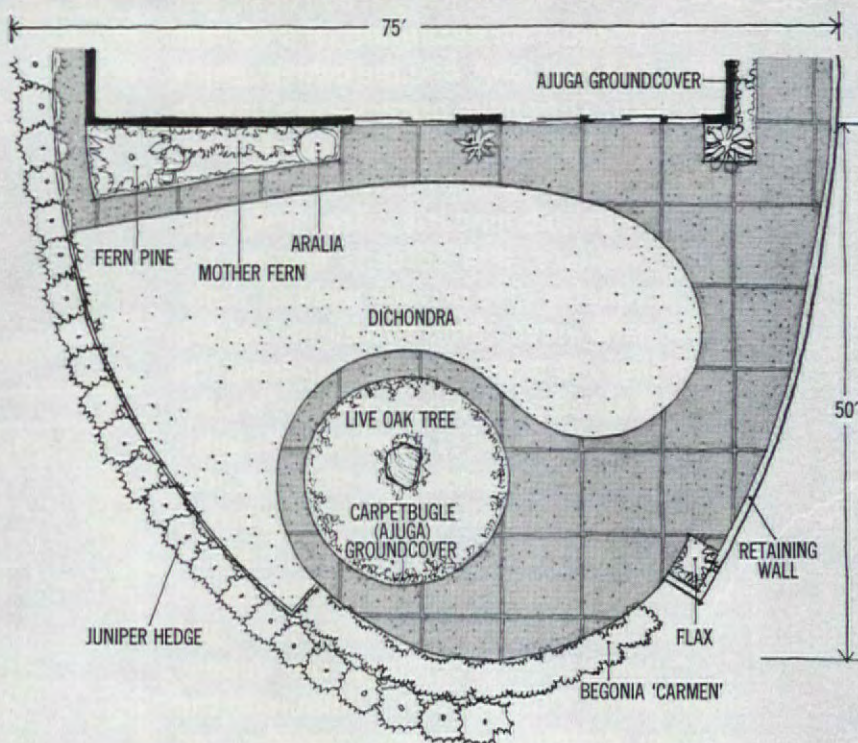 75'
AJUGA GROUNDCOVER
FERN PINE
MOTHER FERN
ARALIA
DICHONDRA
50'
LIVE OAK TREE
CARPETBUGLE
(AJUGA)
GROUNDCOVER
RETAINING
WALL
JUNIPER HEDGE
FLAX
BEGONIA 'CARMEN'